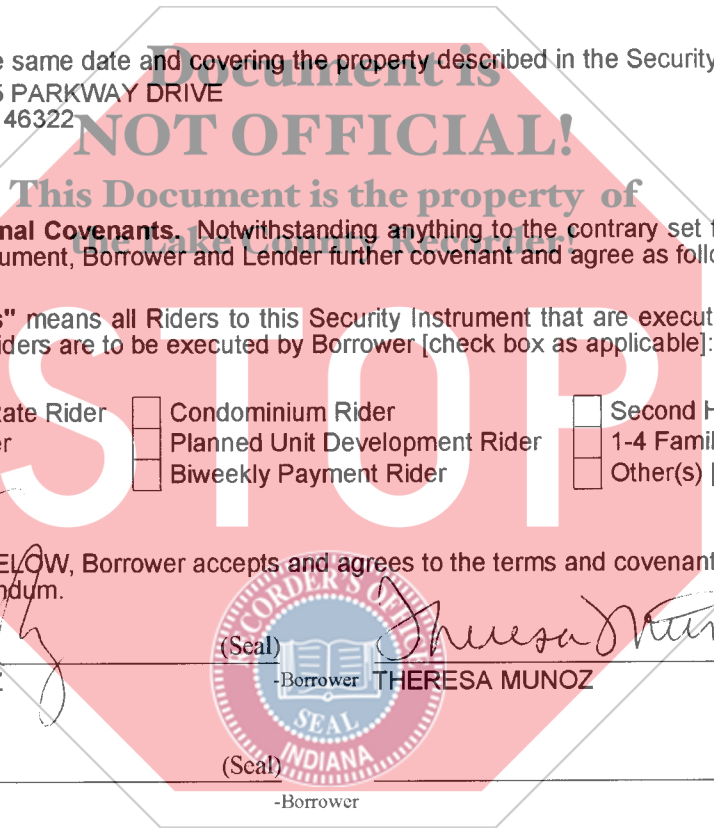 e same date and covering the property described in the Security
5 PARKWAY DRIVE
46322
Document is
NOT OFFICIAL!
This Document is the property of
the Lake County Recorder!
nal Covenants. Notwithstanding anything to the contrary set f
ument, Borrower and Lender further covenant and agree as follo
s" means all Riders to this Security Instrument that are execut
iders are to be executed by Borrower [check box as applicable]:
STOP
ate Rider Condominium Rider Second H
er Planned Unit Development Rider 1-4 Famil
Biweekly Payment Rider Other(s) [
ELOW, Borrower accepts and agrees to the terms and covenant
ndum.
(Seal) Theresa Mun
Z -Borrower THERESA MUNOZ
RECORDER'S OFFICE
SEAL
INDIANA
(Seal)
-Borrower